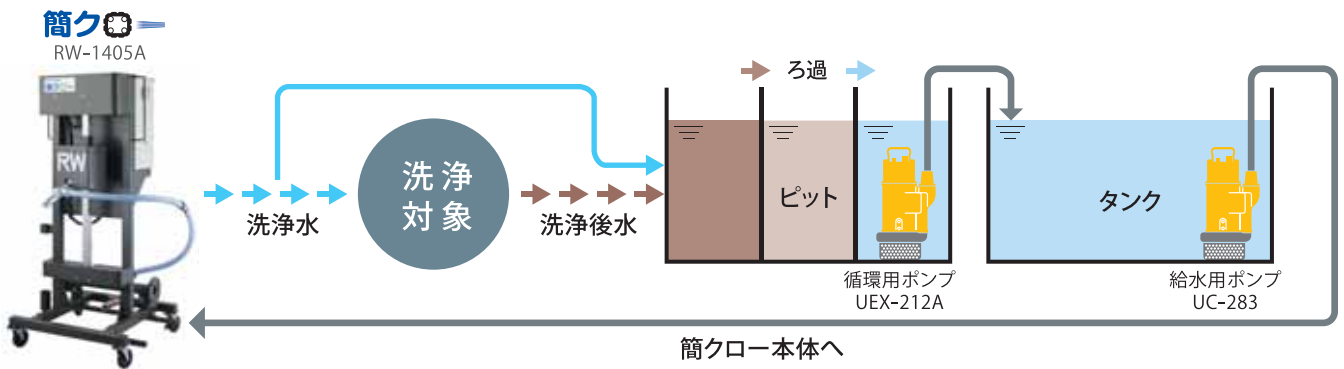 簡クロー
RW-1405A
RW
洗浄水
洗浄
対象
洗浄後水
ろ過
ピット
循環用ポンプ
UEX-212A
タンク
給水用ポンプ
UC-283
簡クロー本体へ